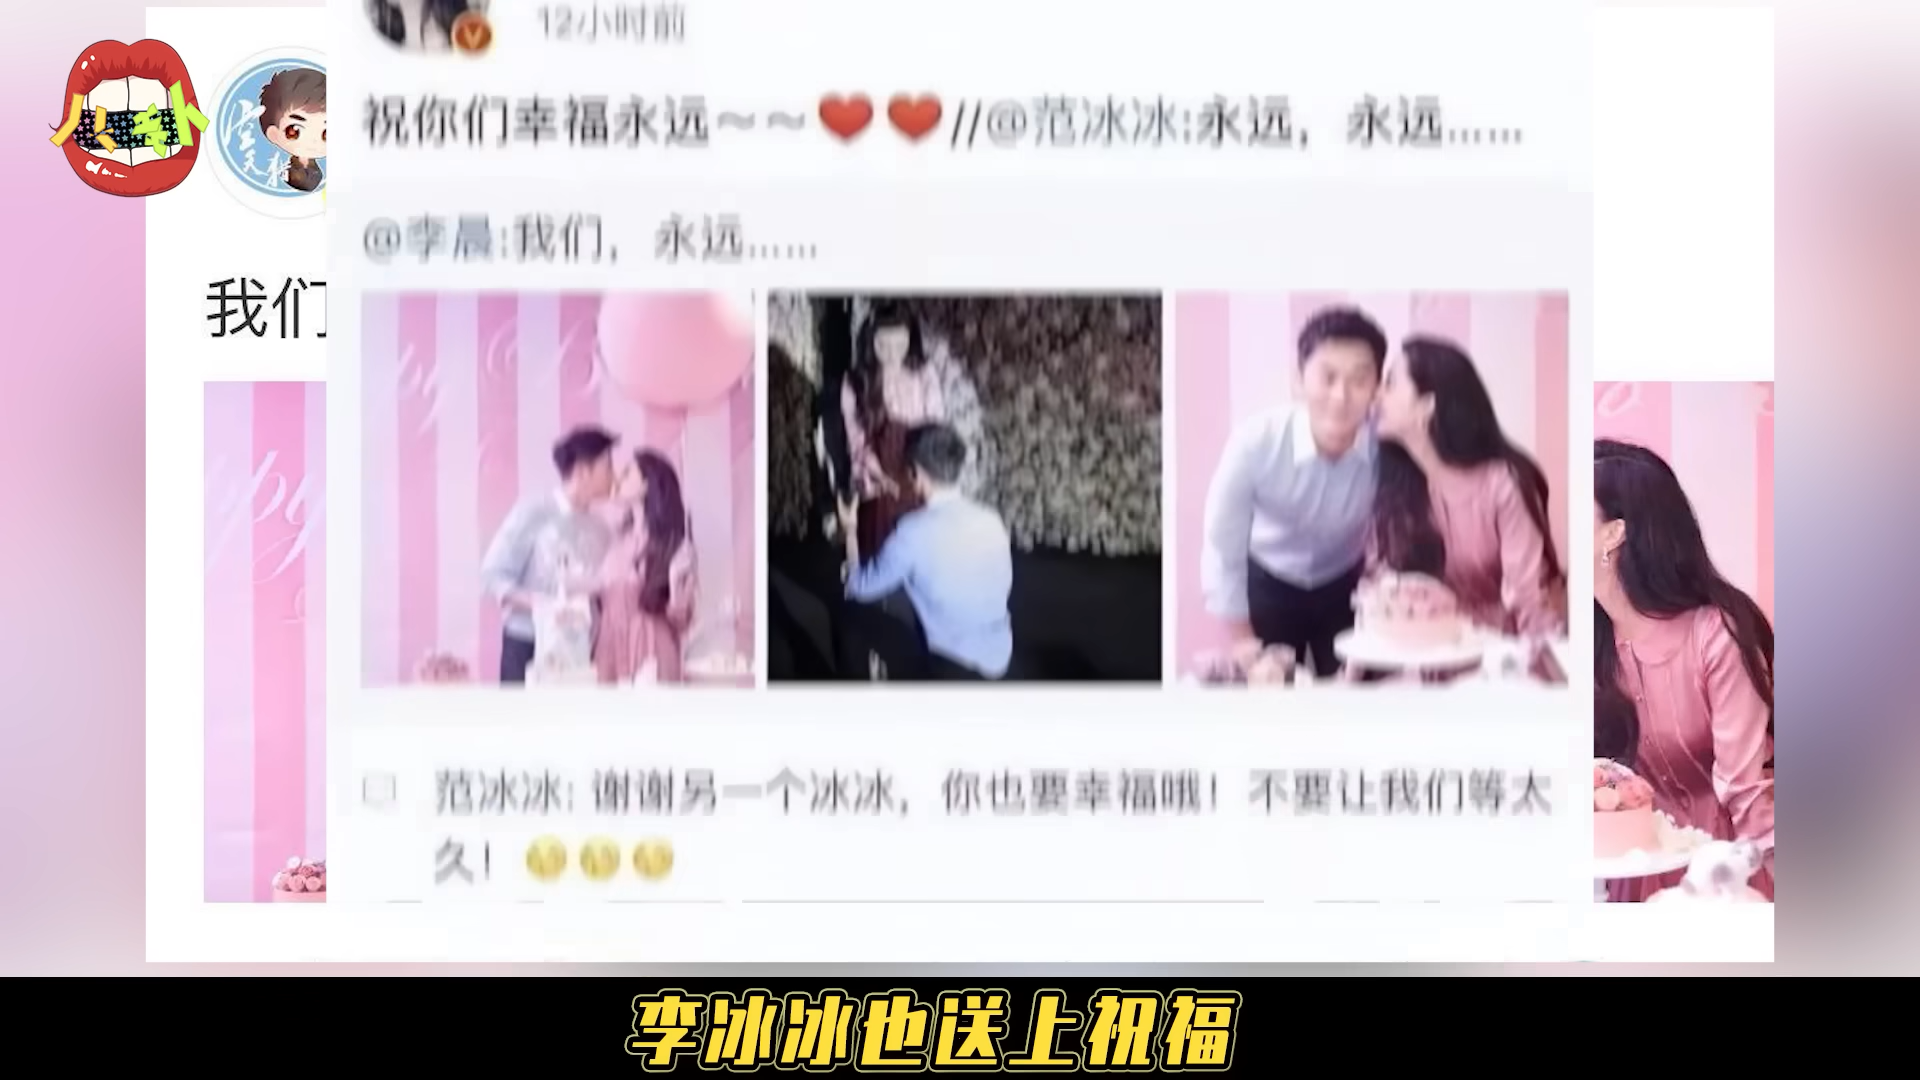 八卦
12小时前
祝你们幸福永远～～❤❤//@范冰冰:永远，永远……
@李晨:我们，永远……
我们
范冰冰: 谢谢另一个冰冰，你也要幸福哦！不要让我们等太
久！
李冰冰也送上祝福